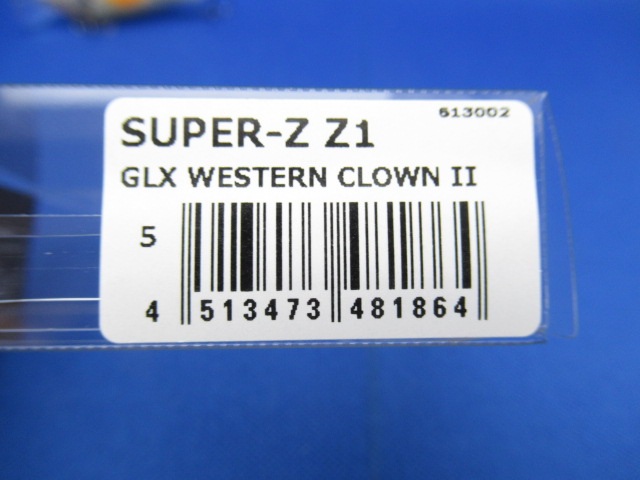 613002
SUPER-Z Z1
GLX WESTERN CLOWN II
5
4 513473 481864